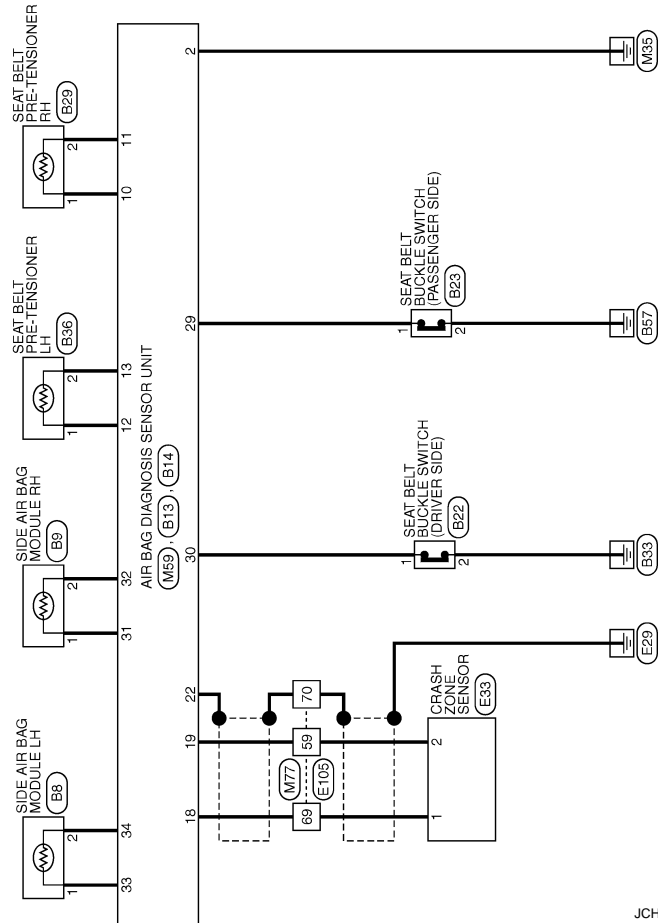 SIDE AIR BAG
MODULE LH
B8
1
2
33
34
SIDE AIR BAG
MODULE RH
B9
1
2
31
32
SEAT BELT
PRE-TENSIONER
LH
B36
1
2
12
13
SEAT BELT
PRE-TENSIONER
RH
B29
1
2
10
11
AIR BAG DIAGNOSIS SENSOR UNIT
M59 , B13 , B14
18
19
22
30
29
2
M77
E105
69
59
70
1
2
CRASH
ZONE
SENSOR
E33
E29
SEAT BELT
BUCKLE SWITCH
(DRIVER SIDE)
B22
1
2
B33
SEAT BELT
BUCKLE SWITCH
(PASSENGER SIDE)
B23
1
2
B57
M35
JCH